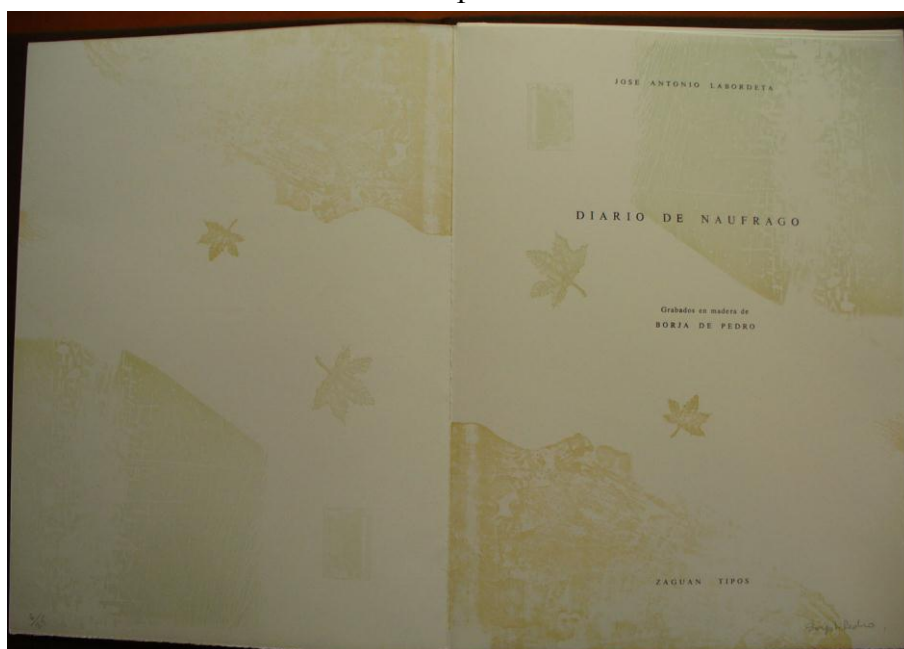 JOSE ANTONIO LABORDETA
DIARIO DE NAUFRAGO
Grabados en madera de
BORJA DE PEDRO
ZAGUAN TIPOS